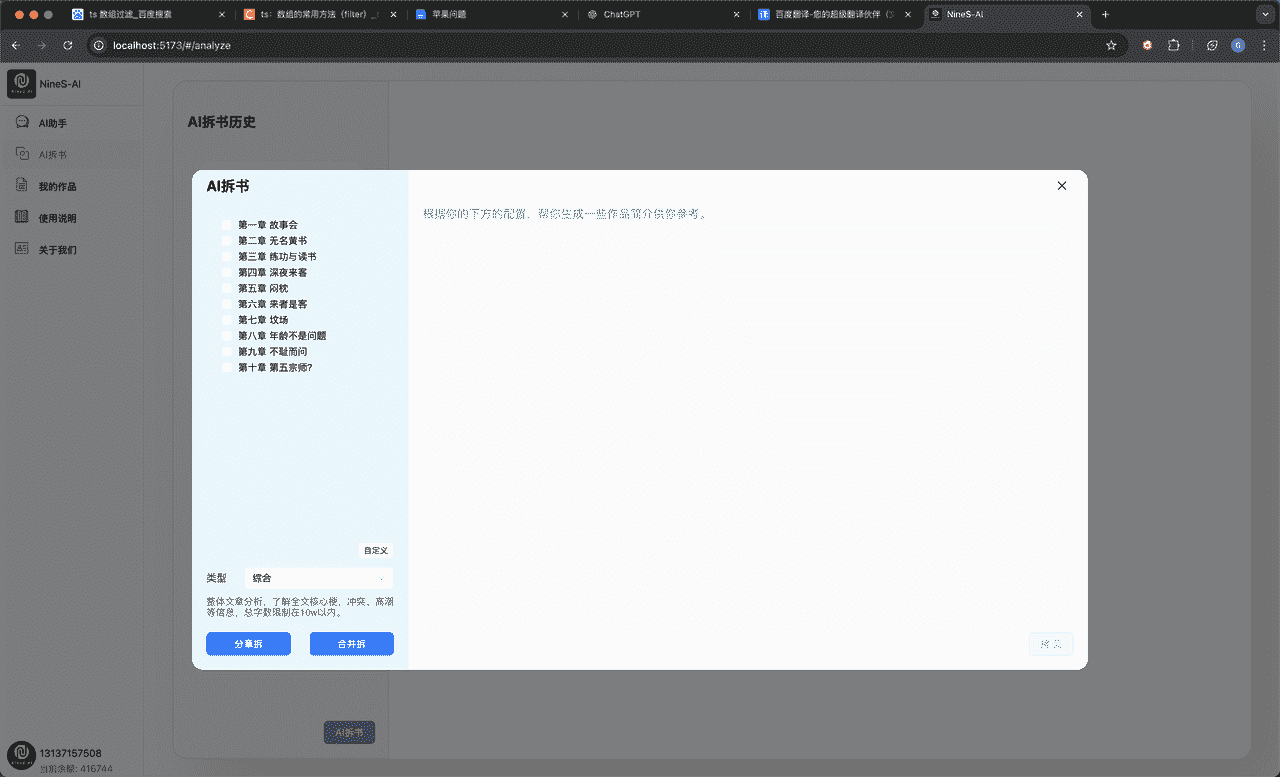 ts 数组过滤_百度搜索
ts：数组的常用方法（filter）_
苹果问题
ChatGPT
百度翻译-您的超级翻译伙伴（
NineS-AI
localhost:5173/#/analyze
NineS-AI
AI助手
AI拆书
我的作品
使用说明
关于我们
AI拆书历史
AI拆书
第一章 故事会
第二章 无名黄书
第三章 练功与读书
第四章 深夜来客
第五章 闷枕
第六章 来者是客
第七章 坟场
第八章 年龄不是问题
第九章 不耻而问
第十章 第五宗师?
自定义
类型
综合
整体文章分析，了解全文核心梗，冲突、高潮
等信息，总字数限制在10w以内。
分章拆
合并拆
根据您的下方的配置，帮你生成一些作品简介供您参考。
AI拆书
13137157508
当前余额: 416744